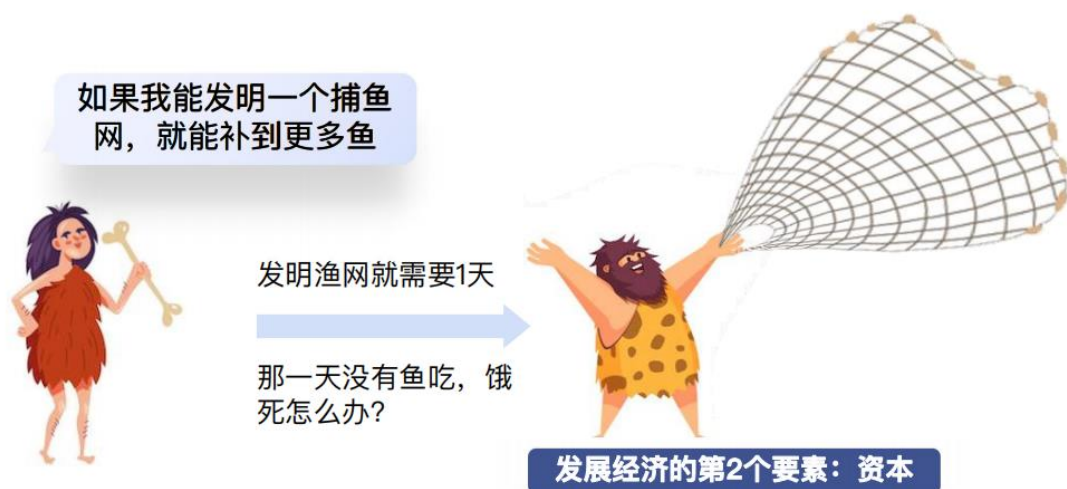 如果我能发明一个捕鱼
网，就能补到更多鱼
发明渔网就需要1天
那一天没有鱼吃，饿
死怎么办?
发展经济的第2个要素：资本